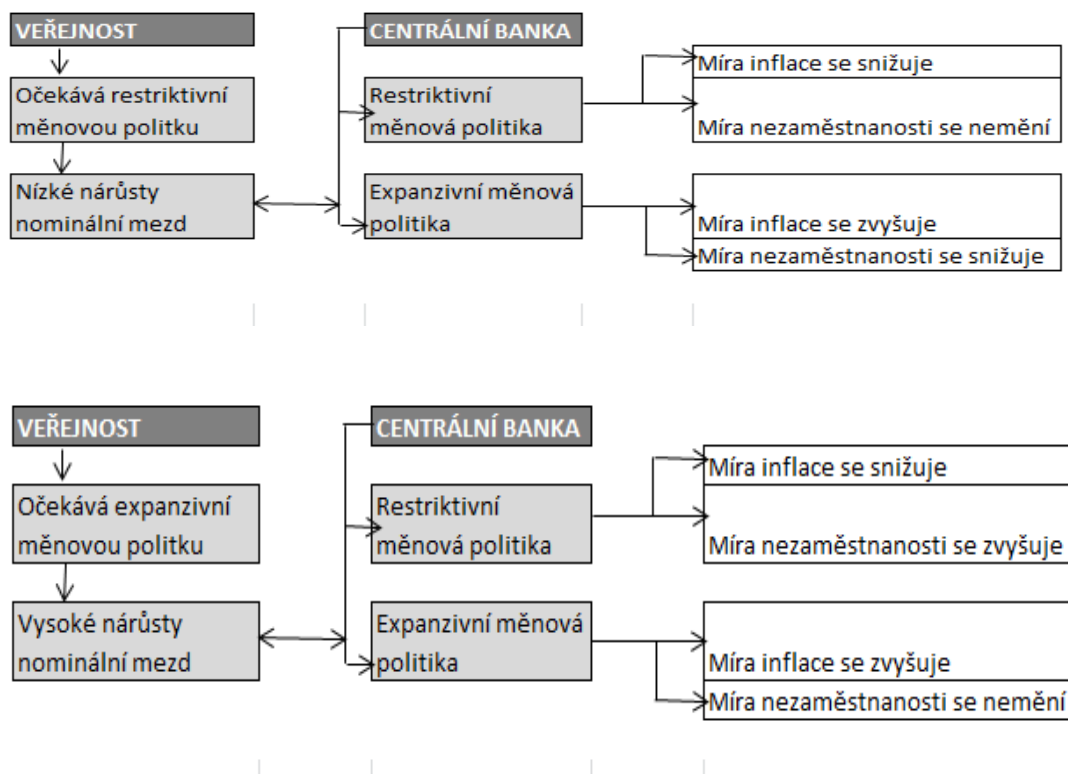 VEŘEJNOST
CENTRÁLNÍ BANKA
Očekává restriktivní
měnovou politku
Restriktivní
měnová politika
Míra inflace se snižuje
Míra nezaměstnanosti se nemění
Nízké nárůsty
nominální mezd
Expanzivní měnová
politika
Míra inflace se zvyšuje
Míra nezaměstnanosti se snižuje
VEŘEJNOST
CENTRÁLNÍ BANKA
Očekává expanzivní
měnovou politku
Restriktivní
měnová politika
Míra inflace se snižuje
Míra nezaměstnanosti se zvyšuje
Vysoké nárůsty
nominální mezd
Expanzivní měnová
politika
Míra inflace se zvyšuje
Míra nezaměstnanosti se nemění